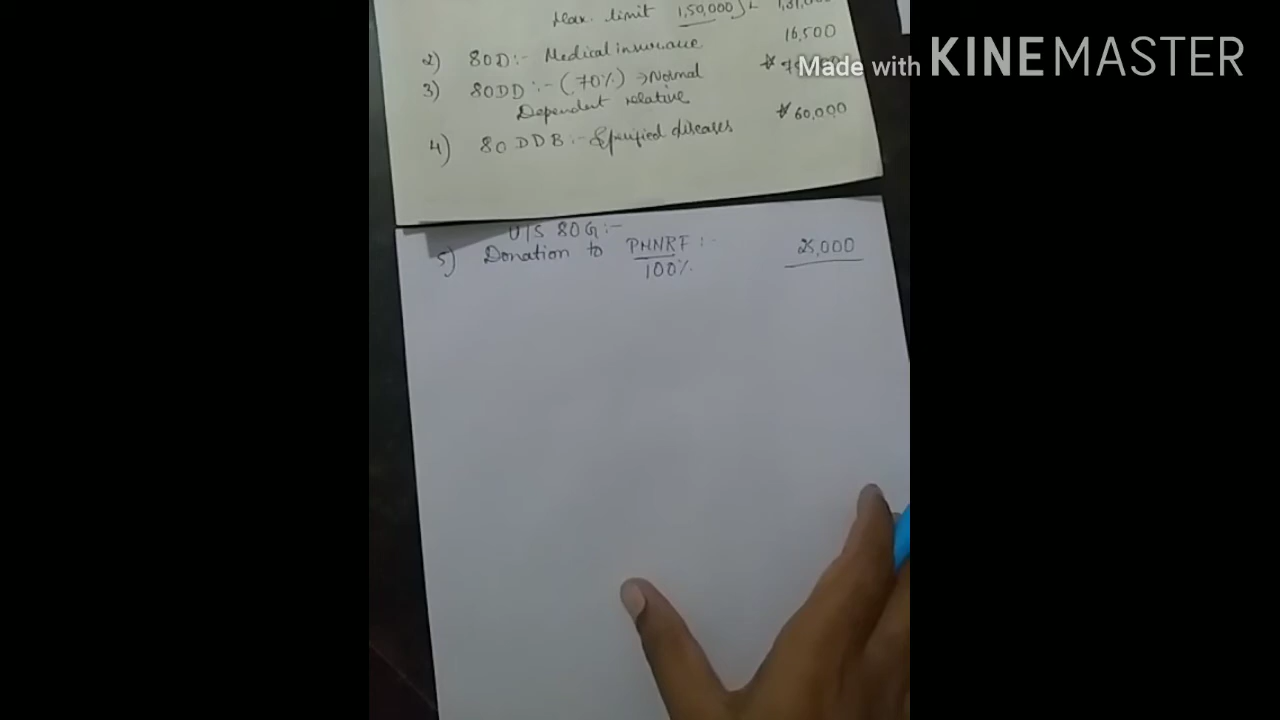 Max. limit 1,50,000
2) 80D:- Medical insurance 16,500
3) 80DD:- (70%) → Normal
Dependent relative
4) 80DDB:- Specified diseases 60,000
U/S 80G:-
5) Donation to PMNRF:- 25,000
100%
Made with KINEMASTER